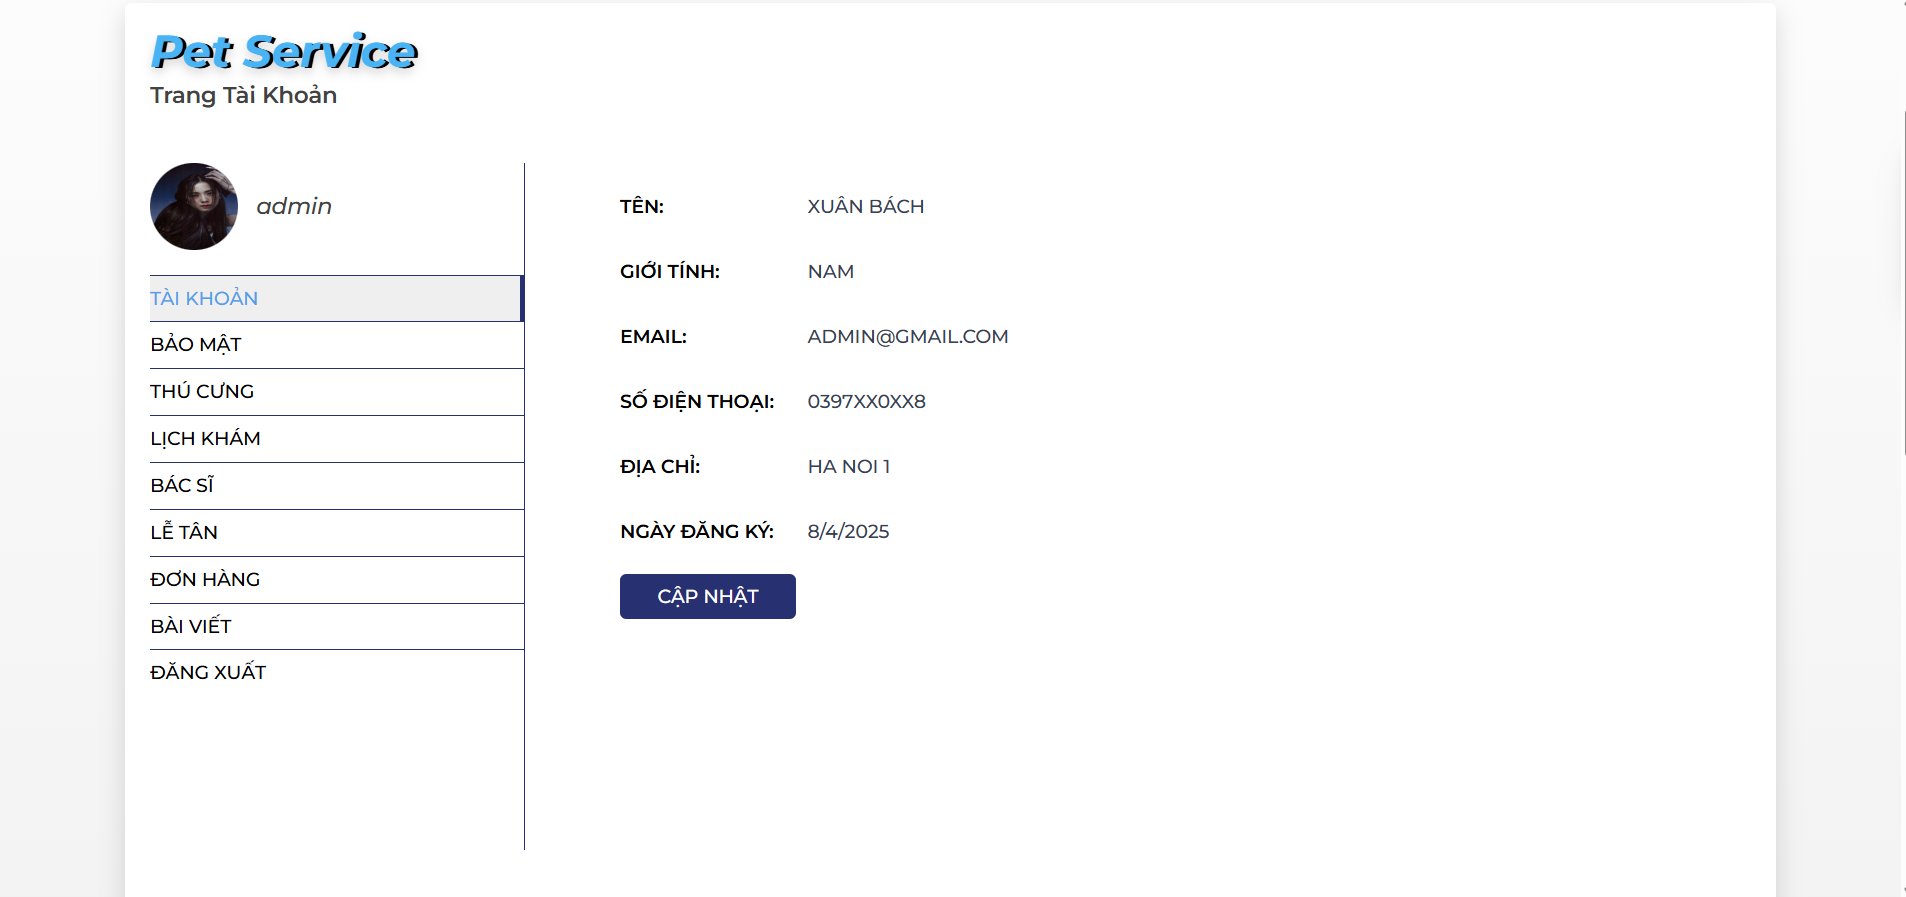 Pet Service
Trang Tài Khoản
admin
TÀI KHOẢN
BẢO MẬT
THÚ CƯNG
LỊCH KHÁM
BÁC SĨ
LỄ TÂN
ĐƠN HÀNG
BÀI VIẾT
ĐĂNG XUẤT
TÊN: XUÂN BÁCH
GIỚI TÍNH: NAM
EMAIL: ADMIN@GMAIL.COM
SỐ ĐIỆN THOẠI: 0397XX0XX8
ĐỊA CHỈ: HA NOI 1
NGÀY ĐĂNG KÝ: 8/4/2025
CẬP NHẬT